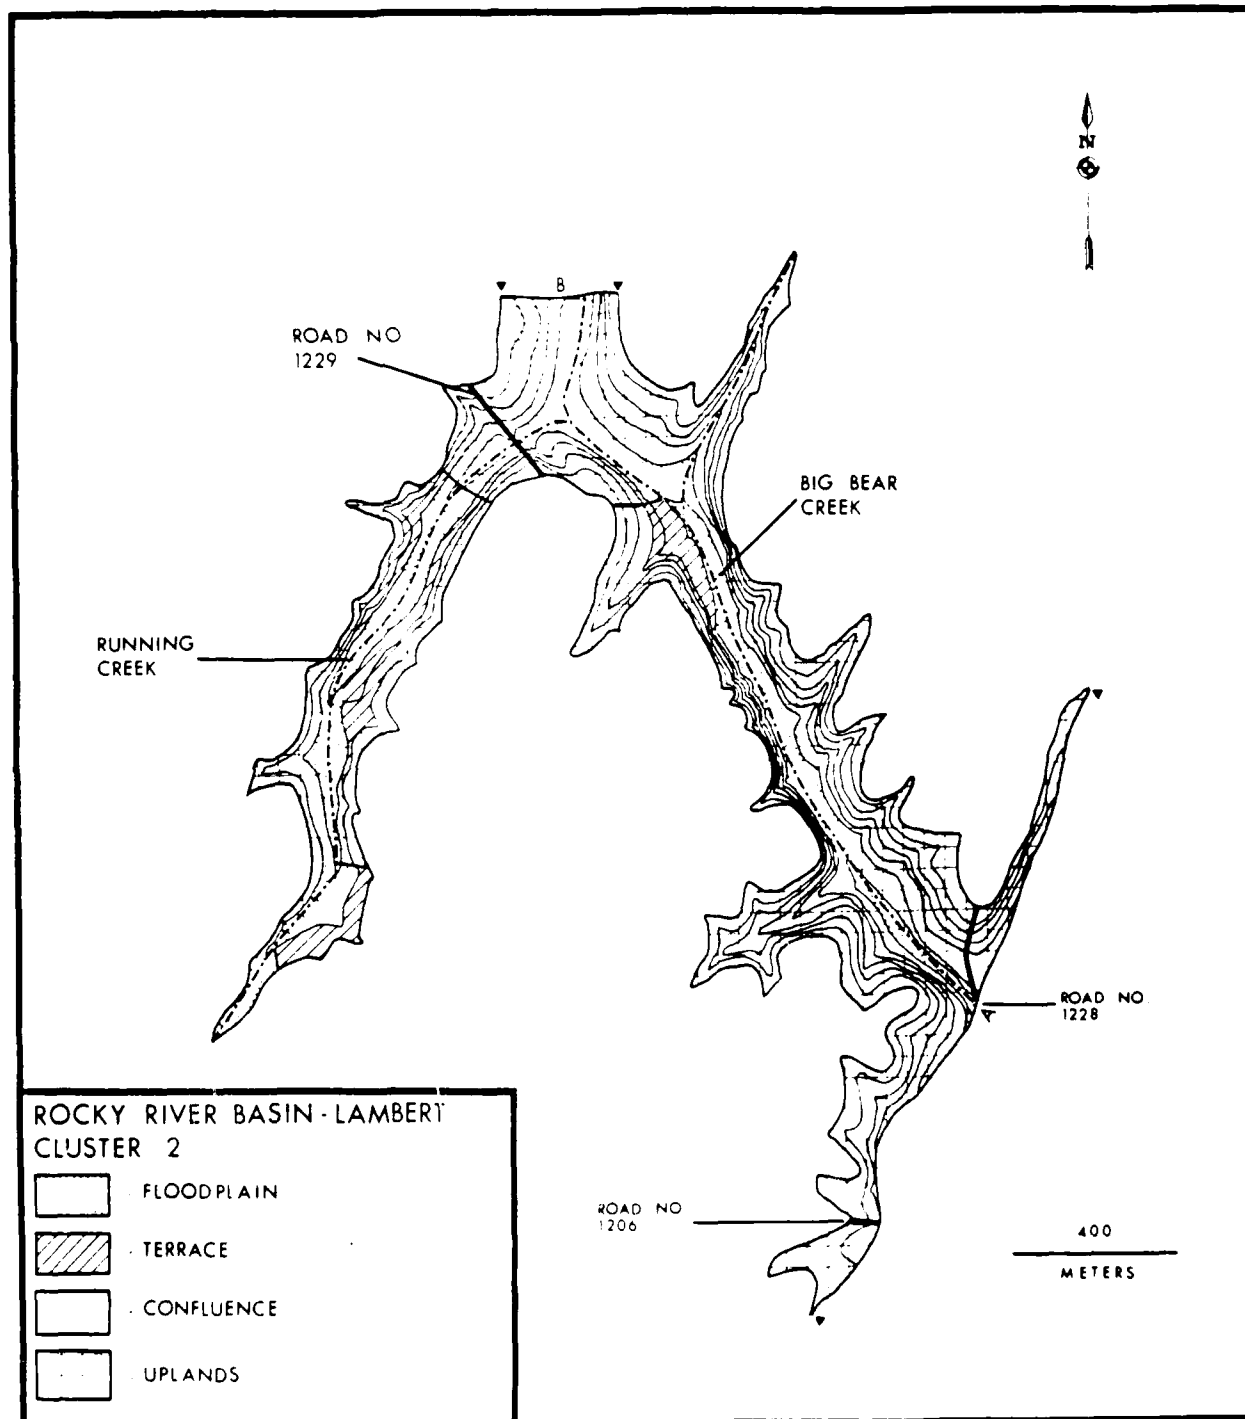 N
B
ROAD NO
1229
BIG BEAR
CREEK
RUNNING
CREEK
ROAD NO.
1228
A
ROCKY RIVER BASIN - LAMBERT
CLUSTER 2
FLOODPLAIN
TERRACE
CONFLUENCE
UPLANDS
ROAD NO
1206
400
METERS